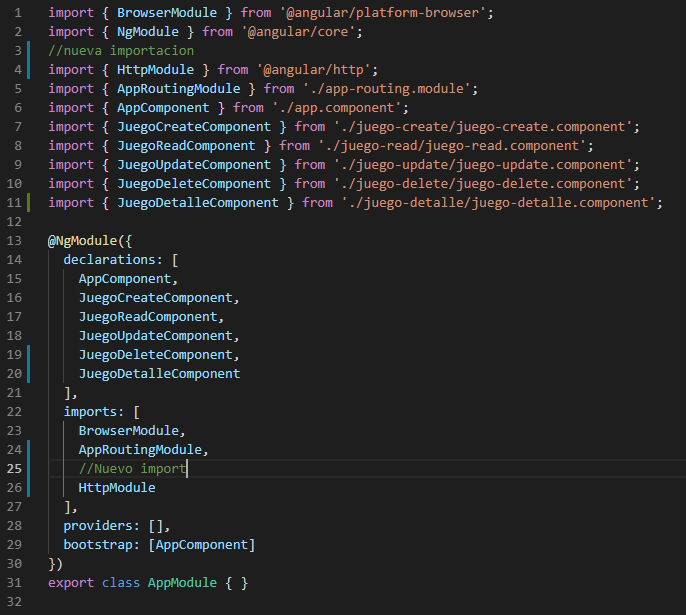 1 import { BrowserModule } from '@angular/platform-browser';
2 import { NgModule } from '@angular/core';
3 //nueva importacion
4 import { HttpModule } from '@angular/http';
5 import { AppRoutingModule } from './app-routing.module';
6 import { AppComponent } from './app.component';
7 import { JuegoCreateComponent } from './juego-create/juego-create.component';
8 import { JuegoReadComponent } from './juego-read/juego-read.component';
9 import { JuegoUpdateComponent } from './juego-update/juego-update.component';
10 import { JuegoDeleteComponent } from './juego-delete/juego-delete.component';
11 import { JuegoDetalleComponent } from './juego-detalle/juego-detalle.component';
12
13 @NgModule({
14   declarations: [
15     AppComponent,
16     JuegoCreateComponent,
17     JuegoReadComponent,
18     JuegoUpdateComponent,
19     JuegoDeleteComponent,
20     JuegoDetalleComponent
21   ],
22   imports: [
23     BrowserModule,
24     AppRoutingModule,
25     //Nuevo import
26     HttpModule
27   ],
28   providers: [],
29   bootstrap: [AppComponent]
30 })
31 export class AppModule { }
32